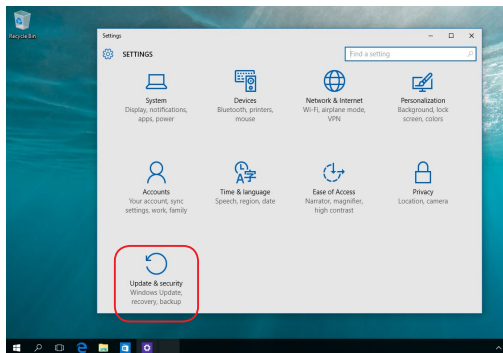 Recycle Bin
Settings
SETTINGS
Find a setting
System
Display, notifications,
apps, power
Devices
Bluetooth, printers,
mouse
Network & Internet
Wi-Fi, airplane mode,
VPN
Personalization
Background, lock
screen, colors
Accounts
Your account, sync
settings, work, family
Time & language
Speech, region, date
Ease of Access
Narrator, magnifier,
high contrast
Privacy
Location, camera
Update & security
Windows Update,
recovery, backup